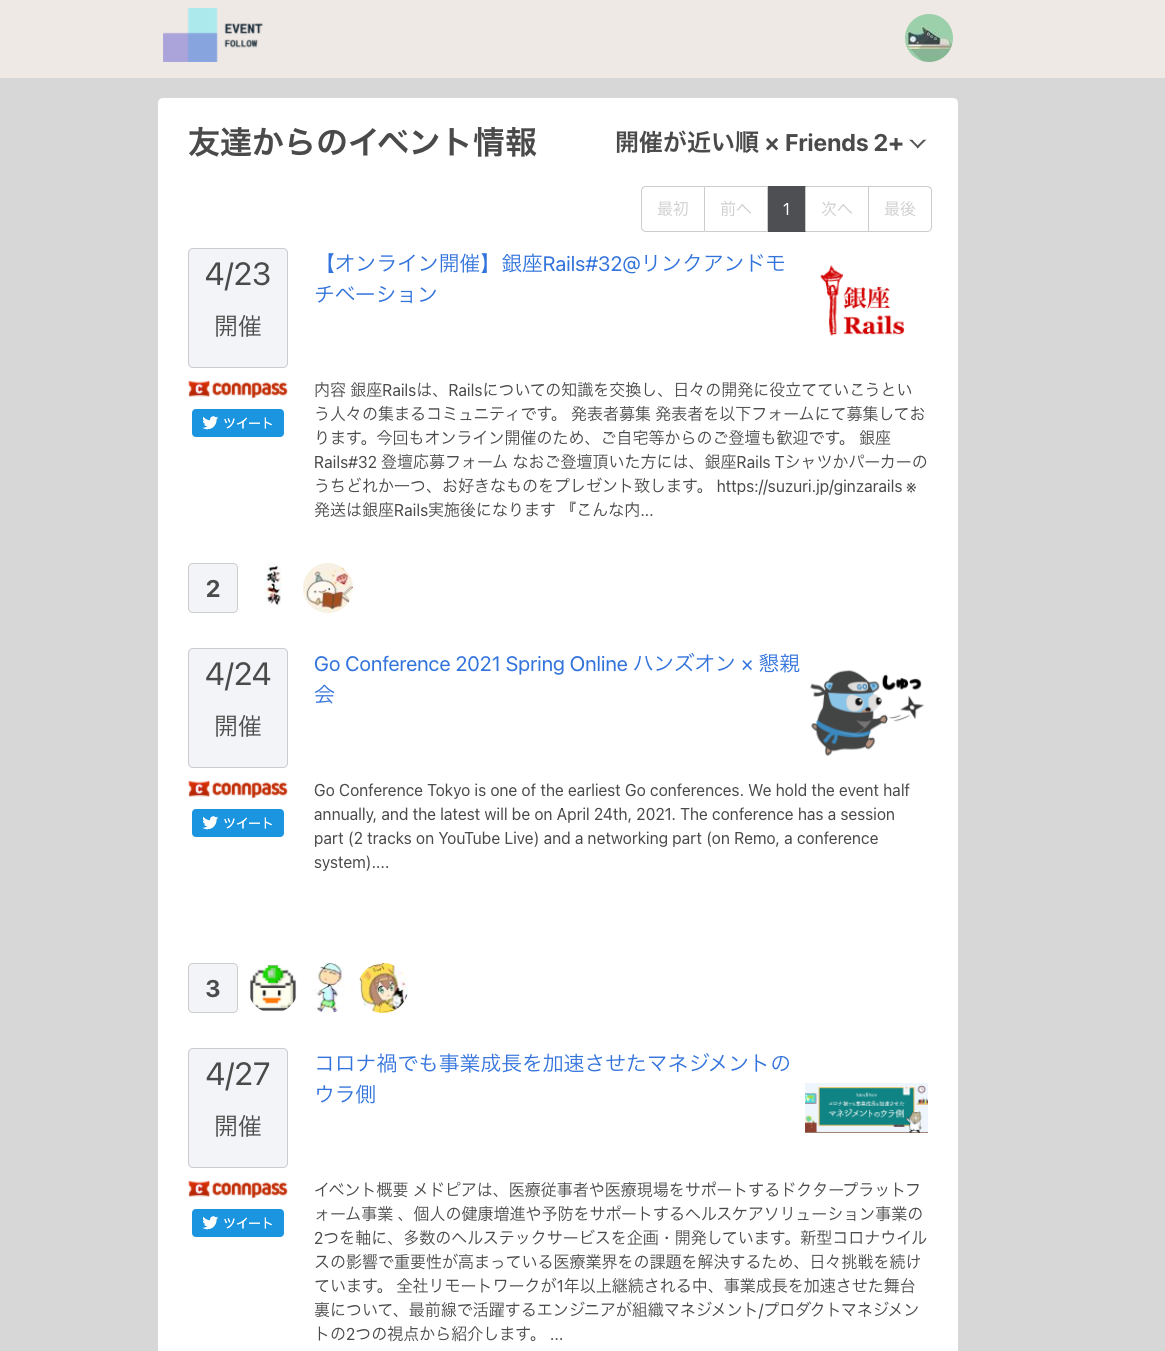 EVENT
FOLLOW
友達からのイベント情報
開催が近い順 × Friends 2+
最初 前へ 1 次へ 最後
4/23
開催
connpass
ツイート
【オンライン開催】銀座Rails#32@リンクアンドモ
チベーション
銀座
Rails
内容 銀座Railsは、Railsについての知識を交換し、日々の開発に役立てていこうとい
う人々の集まるコミュニティです。 発表者募集 発表者を以下フォームにて募集してお
ります。今回もオンライン開催のため、ご自宅等からのご登壇も歓迎です。 銀座
Rails#32 登壇応募フォーム なおご登壇頂いた方には、銀座Rails Tシャツかパーカーの
うちどれか一つ、お好きなものをプレゼント致します。 https://suzuri.jp/ginzarails ※
発送は銀座Rails実施後になります 『こんな内...
2
4/24
開催
connpass
ツイート
Go Conference 2021 Spring Online ハンズオン × 懇親
会
しゅっ
Go Conference Tokyo is one of the earliest Go conferences. We hold the event half
annually, and the latest will be on April 24th, 2021. The conference has a session
part (2 tracks on YouTube Live) and a networking part (on Remo, a conference
system)....
3
4/27
開催
connpass
ツイート
コロナ禍でも事業成長を加速させたマネジメントの
ウラ側
コロナ禍でも事業成長を加速させた
マネジメントのウラ側
イベント概要 メドピアは、医療従事者や医療現場をサポートするドクタープラットフ
ォーム事業 、個人の健康増進や予防をサポートするヘルスケアソリューション事業の
2つを軸に、多数のヘルステックサービスを企画・開発しています。新型コロナウイル
スの影響で重要性が高まっている医療業界をの課題を解決するため、日々挑戦を続け
ています。 全社リモートワークが1年以上継続される中、事業成長を加速させた舞台
裏について、最前線で活躍するエンジニアが組織マネジメント/プロダクトマネジメン
トの2つの視点から紹介します。 ...